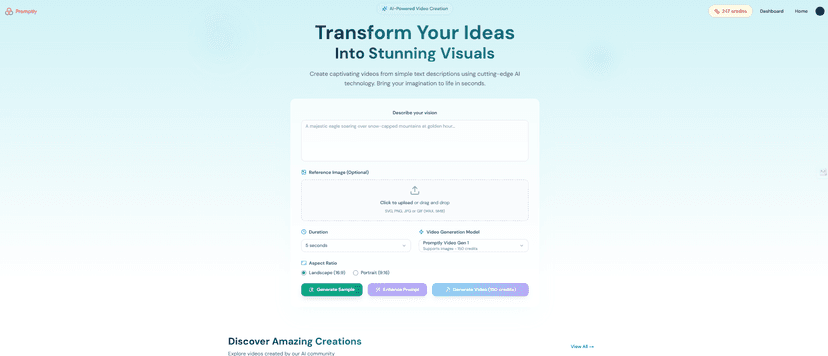 Promptify
AI-Powered Video Creation
247 credits
Dashboard
Home
Transform Your Ideas
Into Stunning Visuals
Create captivating videos from simple text descriptions using cutting-edge AI
technology. Bring your imagination to life in seconds.
Describe your vision
A majestic eagle soaring over snow-capped mountains at golden hour...
Reference Image (Optional)
Click to upload or drag and drop
SVG, PNG, JPG or GIF (MAX. 5MB)
Duration
Video Generation Model
5 seconds
Promptify Video Gen 1
Supports images - 150 credits
Aspect Ratio
Landscape (16:9)
Portrait (9:16)
Generate Sample
Enhance Prompt
Generate Video (150 credits)
Discover Amazing Creations
View All →
Explore videos created by our AI community